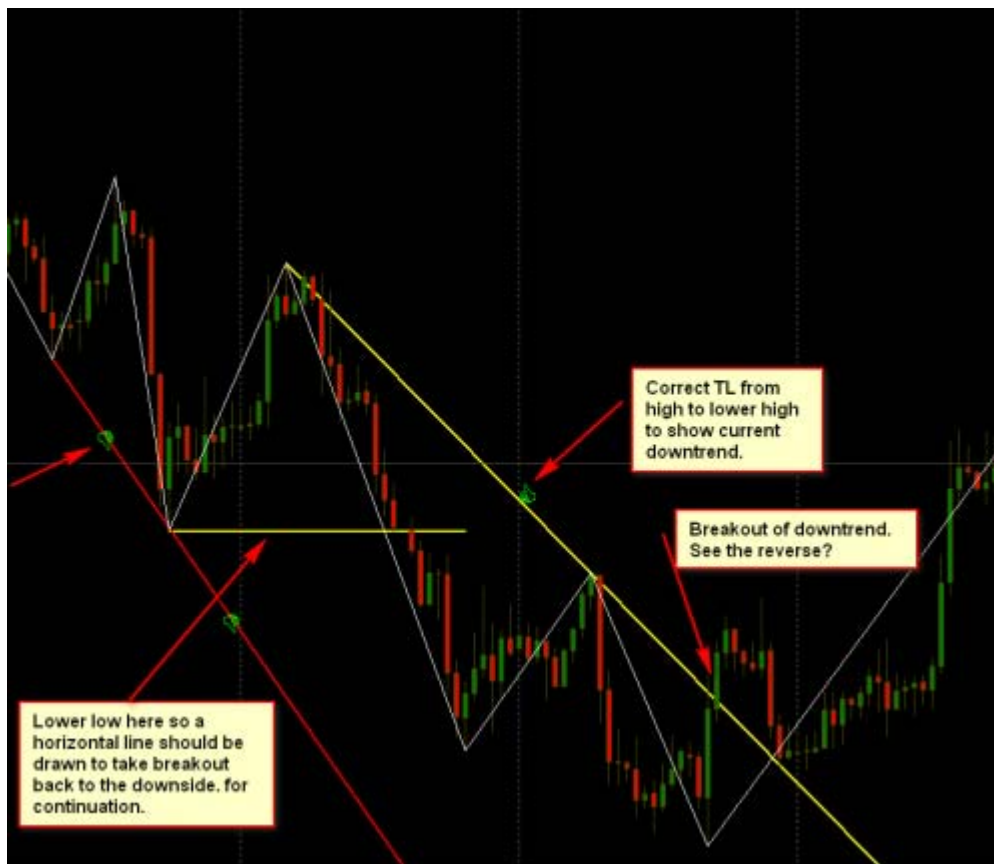 Correct TL from
high to lower high
to show current
downtrend.
Breakout of downtrend.
See the reverse?
Lower low here so a
horizontal line should be
drawn to take breakout
back to the downside. for
continuation.